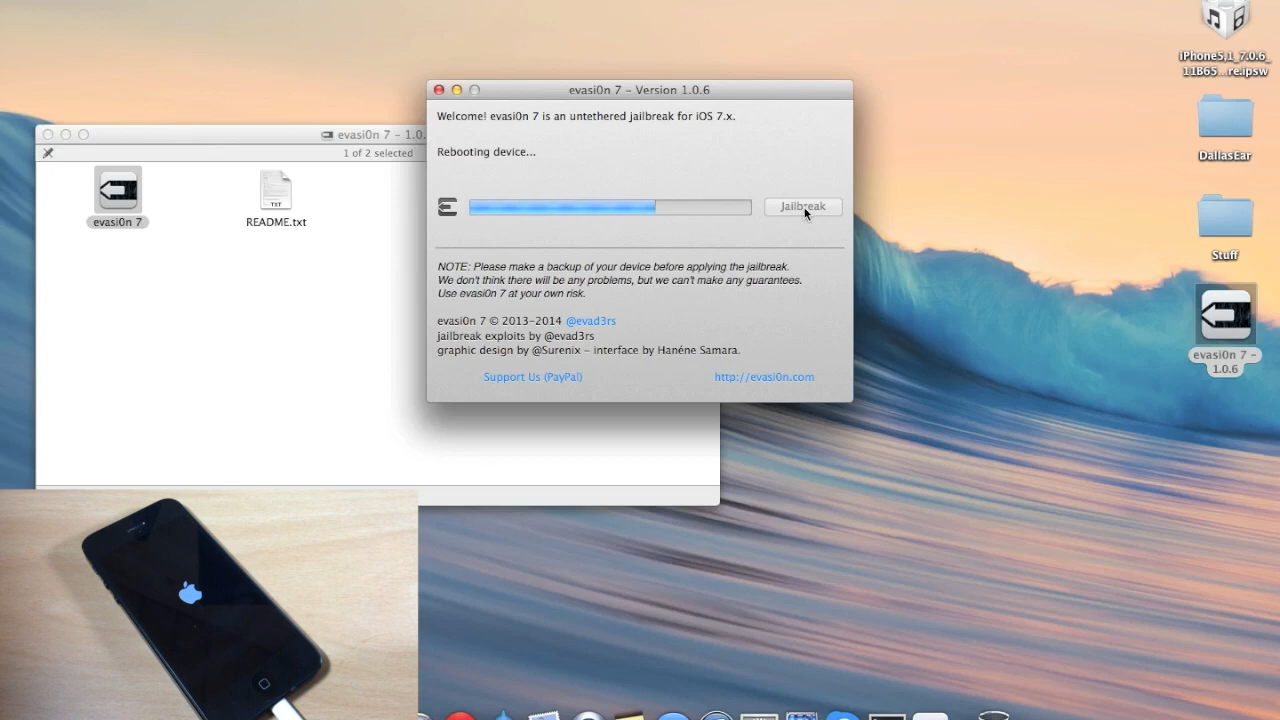 iPhone5,1_7.0.6_
11B65...re.ipsw
evasi0n 7 – Version 1.0.6
Welcome! evasi0n 7 is an untethered jailbreak for iOS 7.x.
Rebooting device...
Jailbreak
NOTE: Please make a backup of your device before applying the jailbreak.
We don't think there will be any problems, but we can't make any guarantees.
Use evasi0n 7 at your own risk.
evasi0n 7 © 2013-2014 @evad3rs
jailbreak exploits by @evad3rs
graphic design by @Surenix – interface by Hanéne Samara.
Support Us (PayPal)
http://evasi0n.com
evasi0n 7 – 1.0.
1 of 2 selected
evasi0n 7
TXT
README.txt
DallasEar
Stuff
evasi0n 7 –
1.0.6